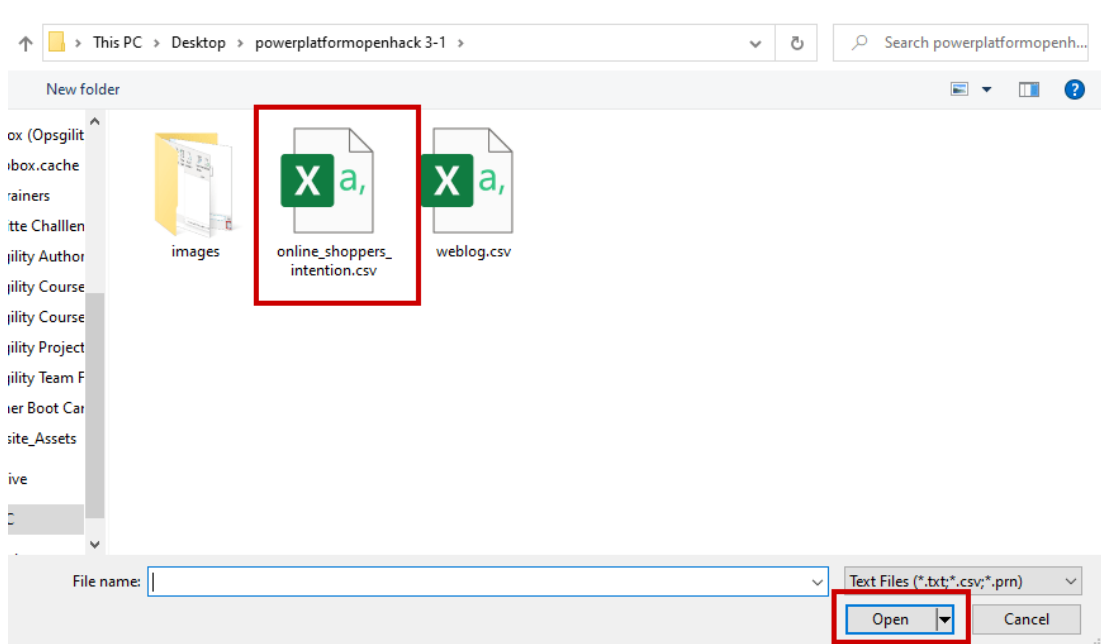 This PC > Desktop > powerplatformopenhack 3-1 >
Search powerplatformopenh...
New folder
ox (Opsgilit
box.cache
rainers
itte Challlen
gility Author
gility Course
gility Course
gility Project
gility Team F
ner Boot Car
site_Assets
ive
images
online_shoppers_
intention.csv
weblog.csv
X a,
X a,
File name:
Text Files (*.txt;*.csv;*.prn)
Open
Cancel